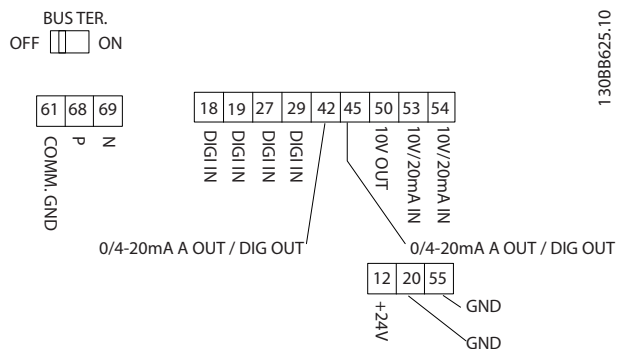 BUS TER.
OFF ON
130BB625.10
61 68 69
COMM. GND
P
N
18 19 27 29 42 45 50 53 54
DIGI IN
DIGI IN
DIGI IN
DIGI IN
10V OUT
10V/20mA IN
10V/20mA IN
0/4-20mA A OUT / DIG OUT
0/4-20mA A OUT / DIG OUT
12 20 55
+24V
GND
GND